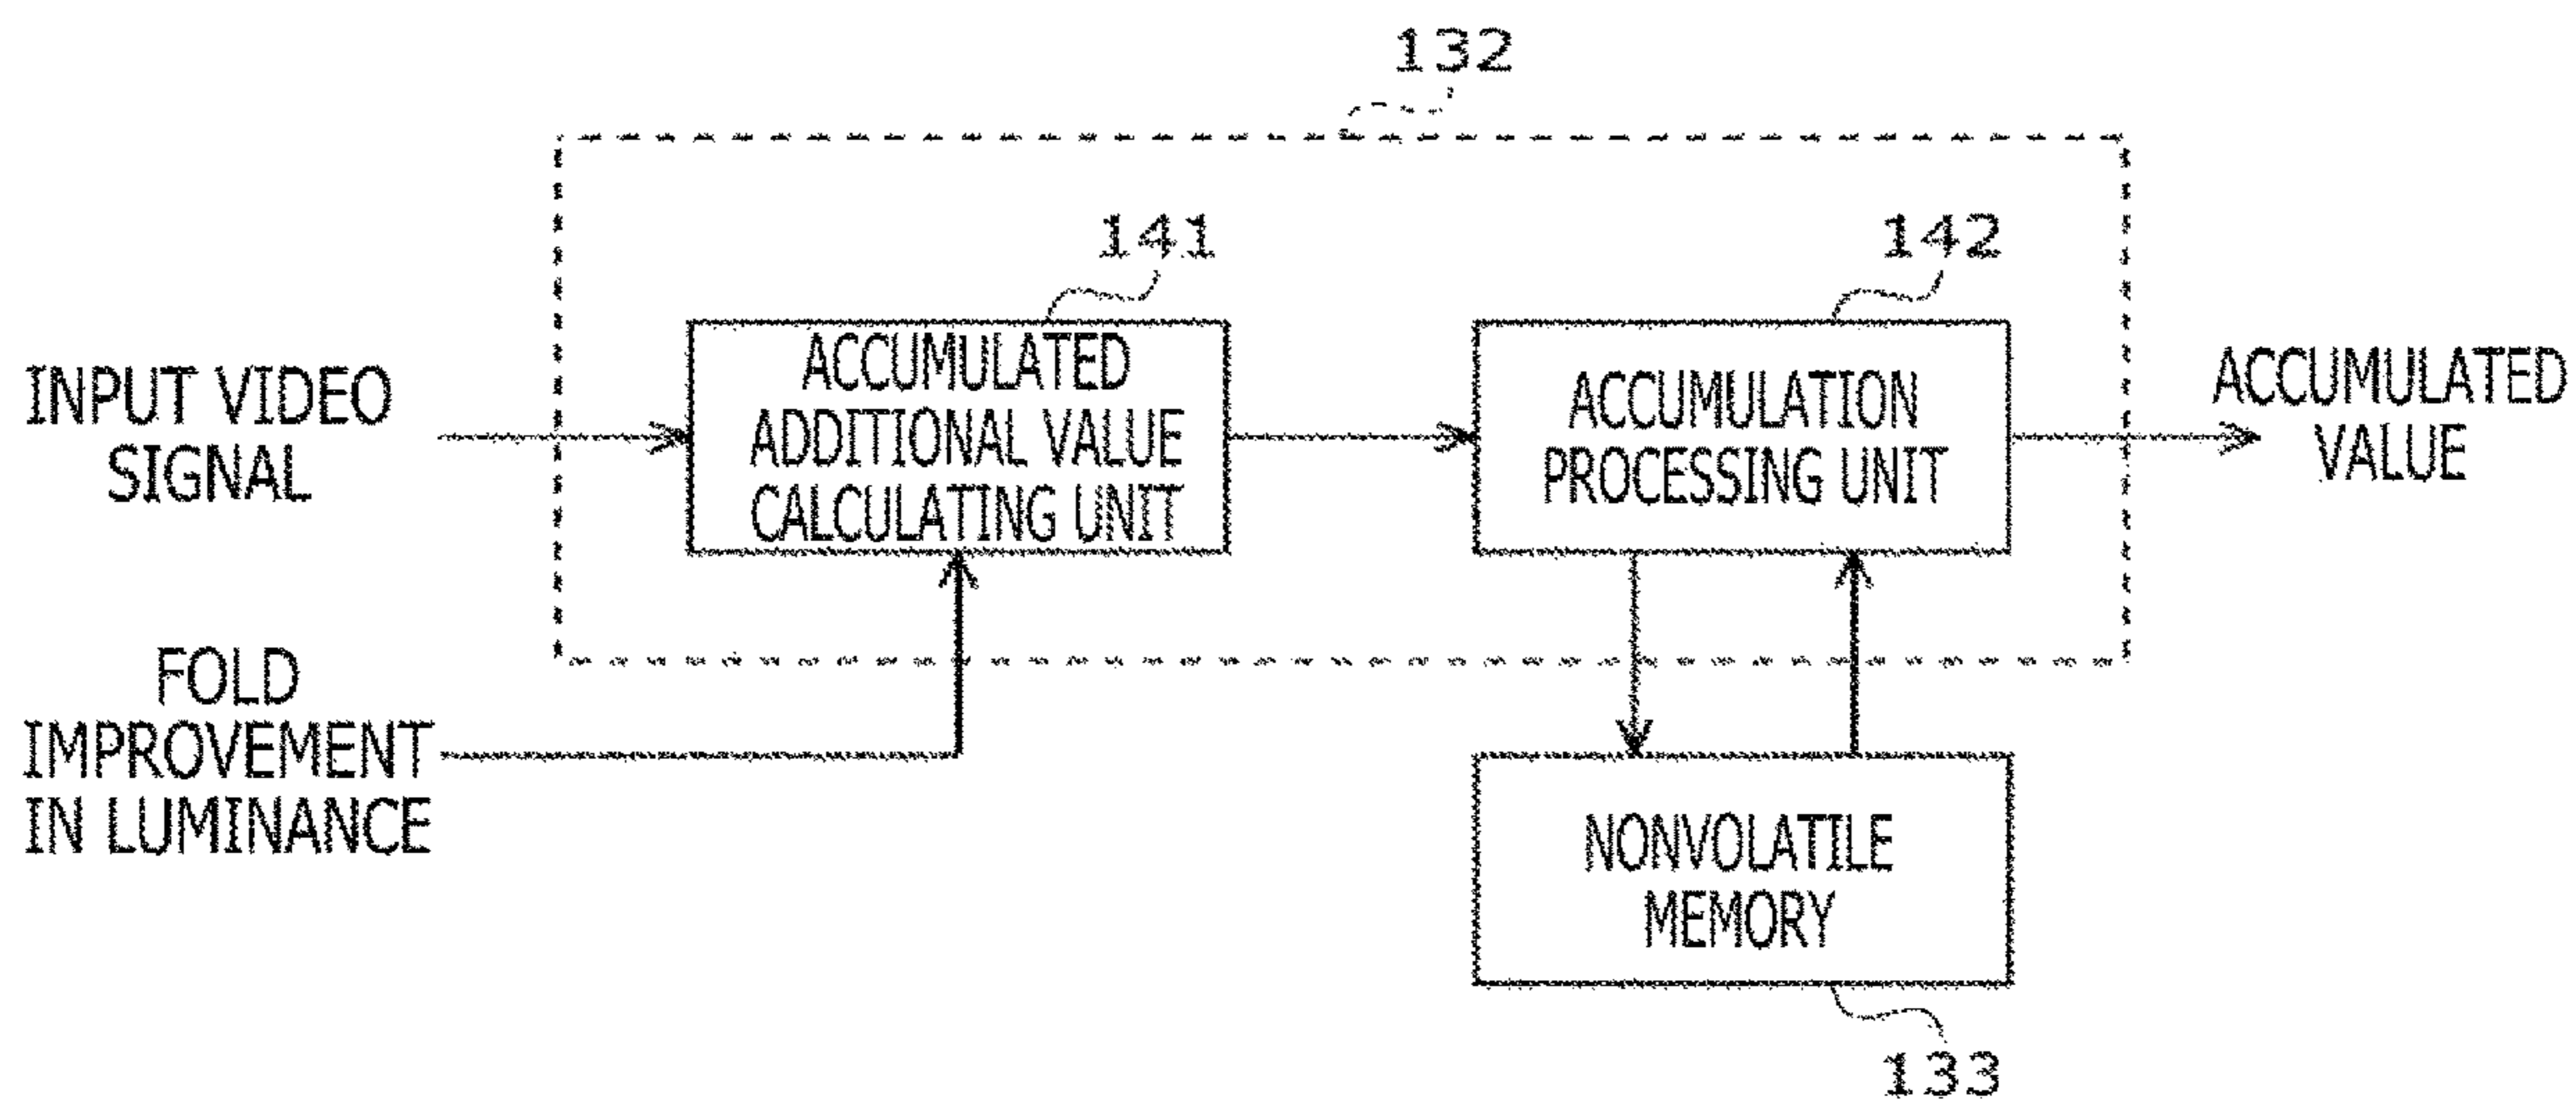 132
141
142
INPUT VIDEO
SIGNAL
ACCUMULATED
ADDITIONAL VALUE
CALCULATING UNIT
ACCUMULATION
PROCESSING UNIT
ACCUMULATED
VALUE
FOLD
IMPROVEMENT
IN LUMINANCE
NONVOLATILE
MEMORY
133